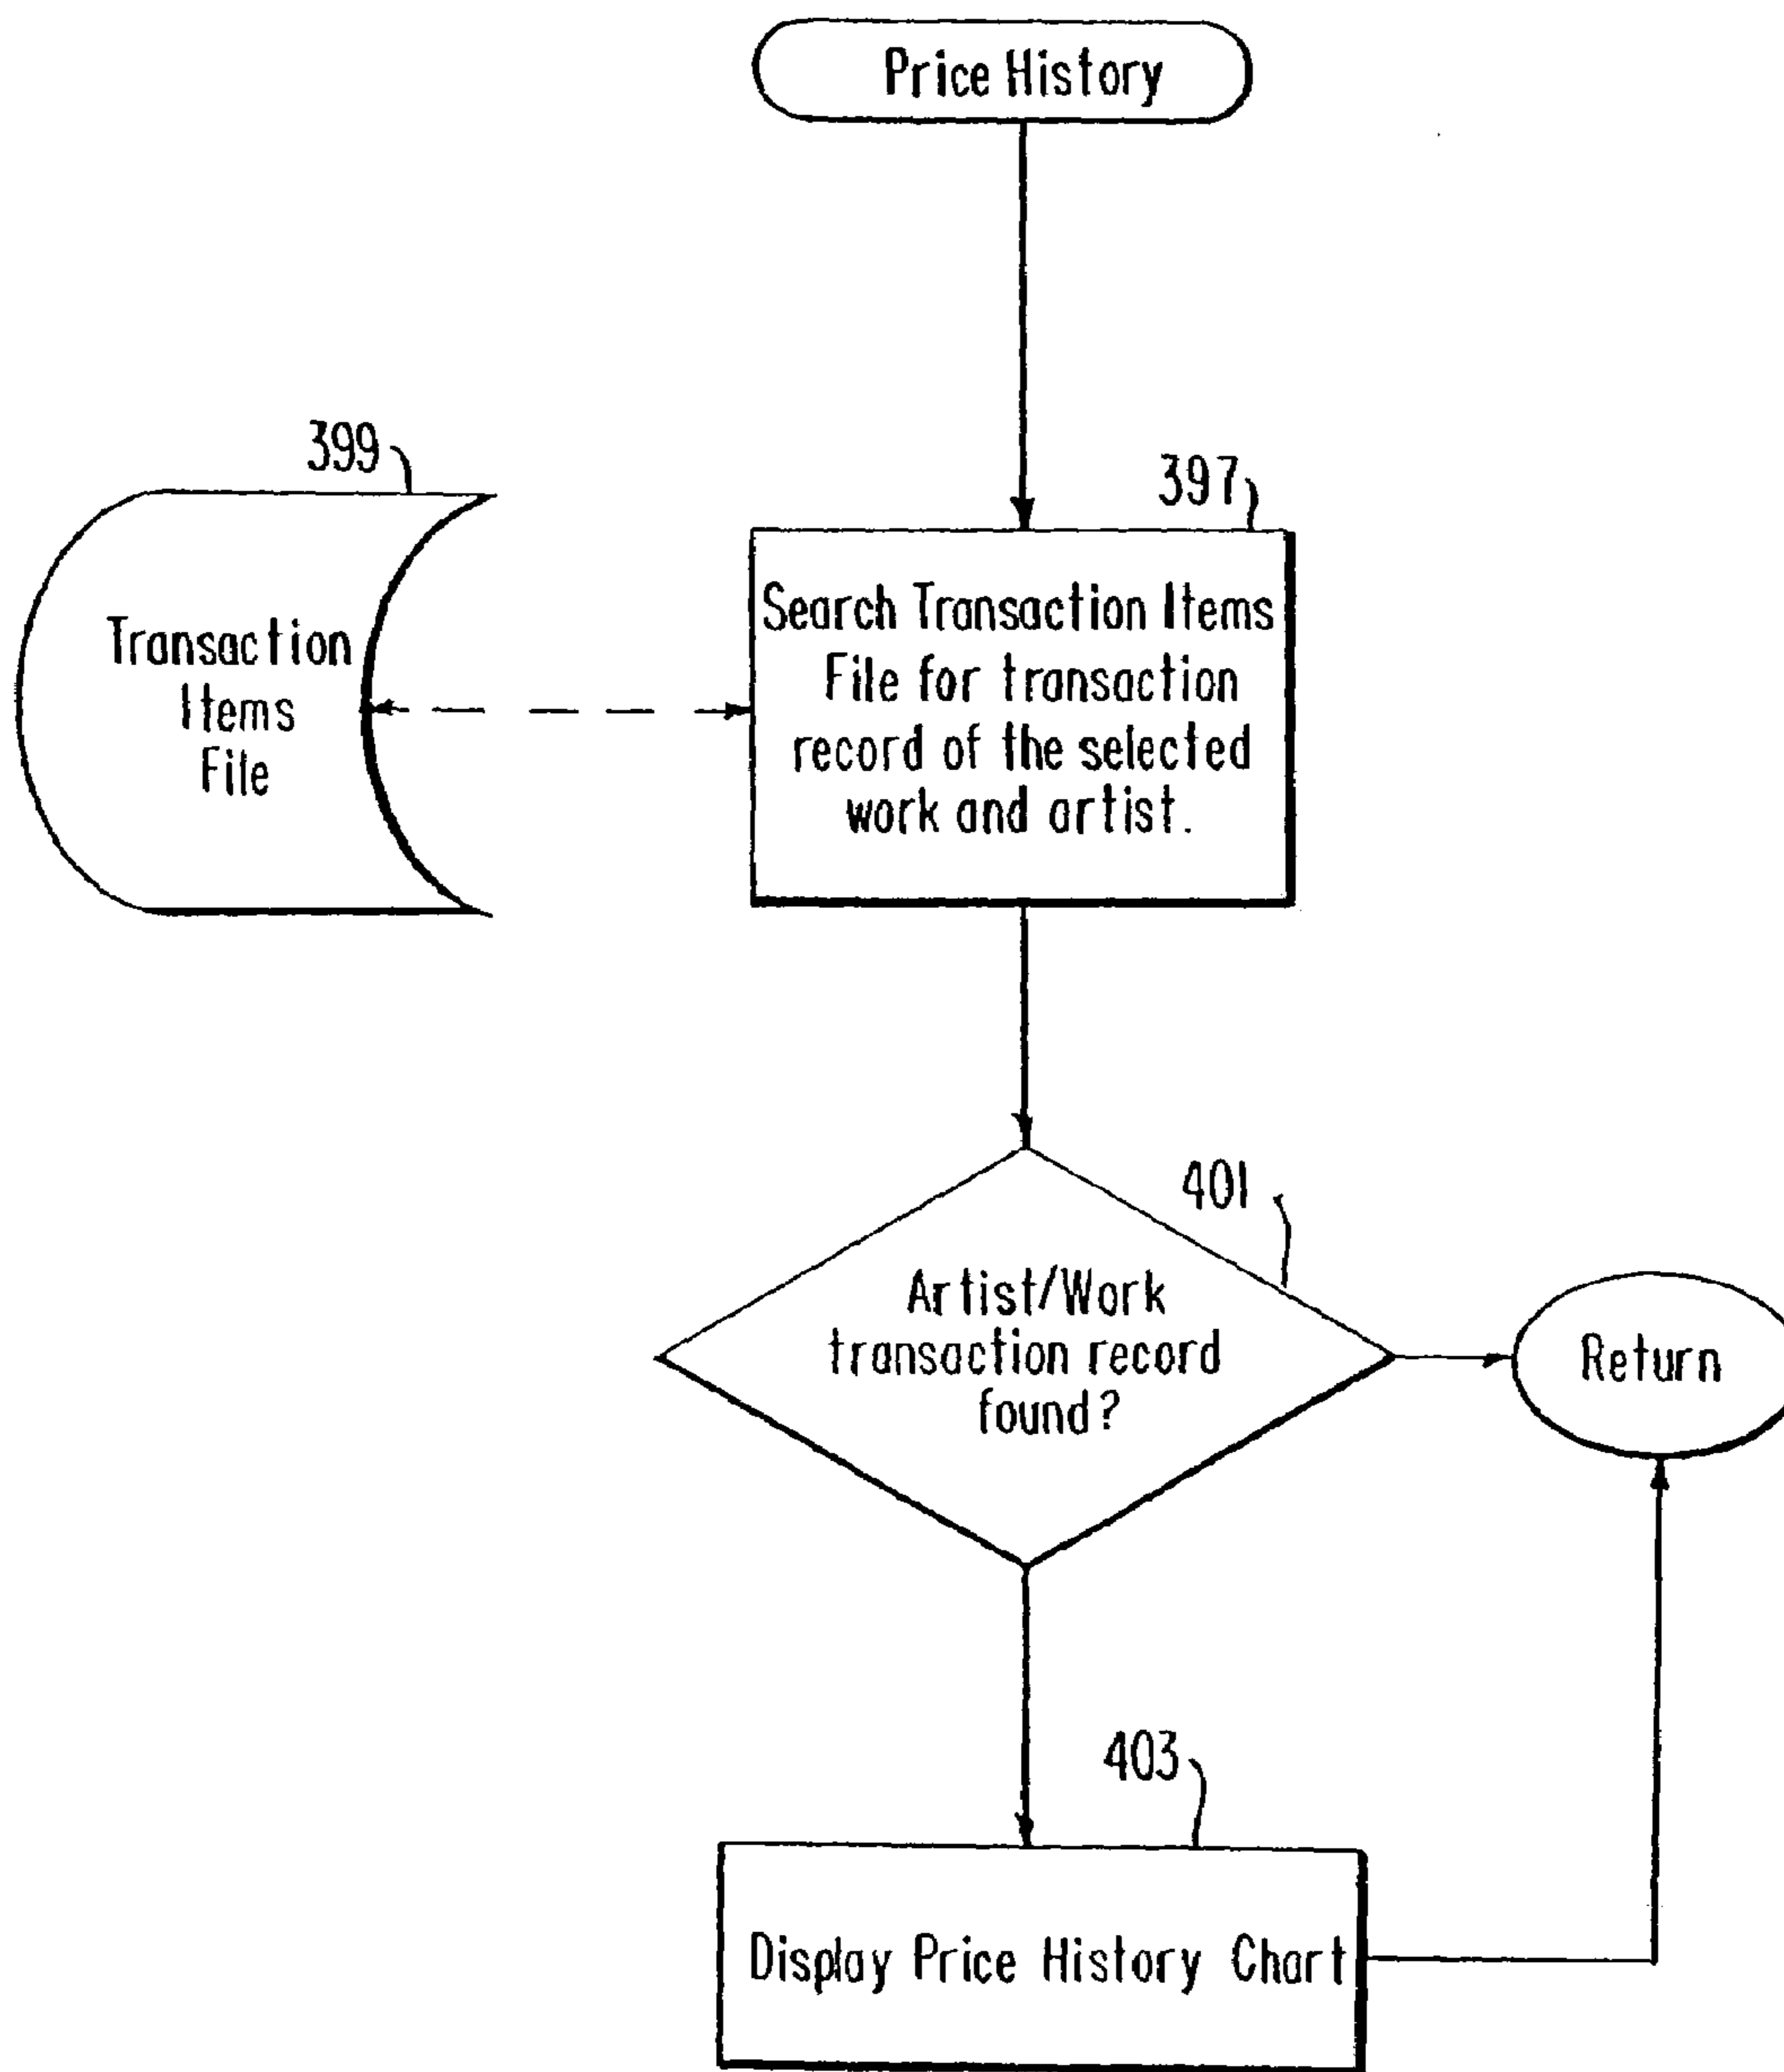 Price History
399
397
Transaction
Items
File
Search Transaction Items
File for transaction
record of the selected
work and artist.
401
Artist/Work
transaction record
found?
Return
403
Display Price History Chart